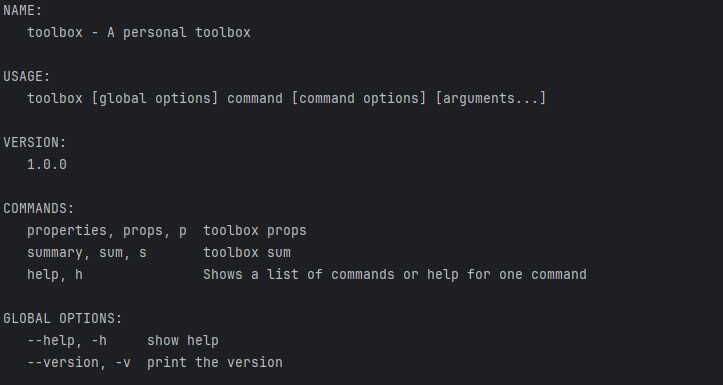 NAME:
   toolbox - A personal toolbox

USAGE:
   toolbox [global options] command [command options] [arguments...]

VERSION:
   1.0.0

COMMANDS:
   properties, props, p  toolbox props
   summary, sum, s       toolbox sum
   help, h               Shows a list of commands or help for one command

GLOBAL OPTIONS:
   --help, -h     show help
   --version, -v  print the version